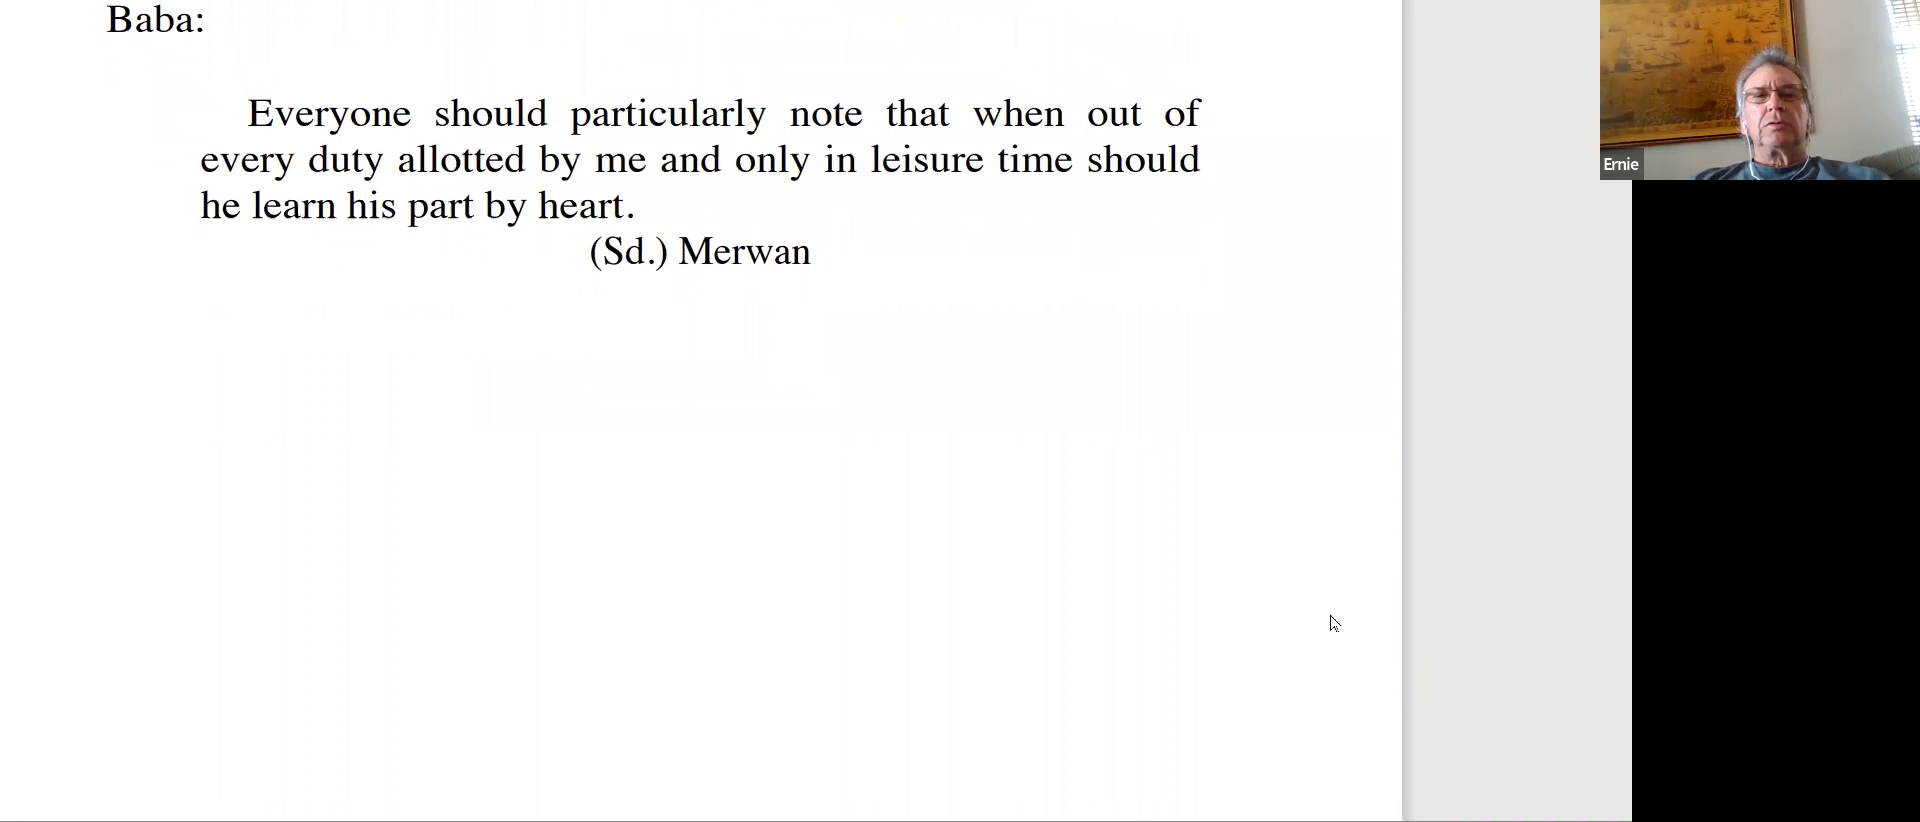 Baba:
Everyone should particularly note that when out of
every duty allotted by me and only in leisure time should
he learn his part by heart.
(Sd.) Merwan
Ernie